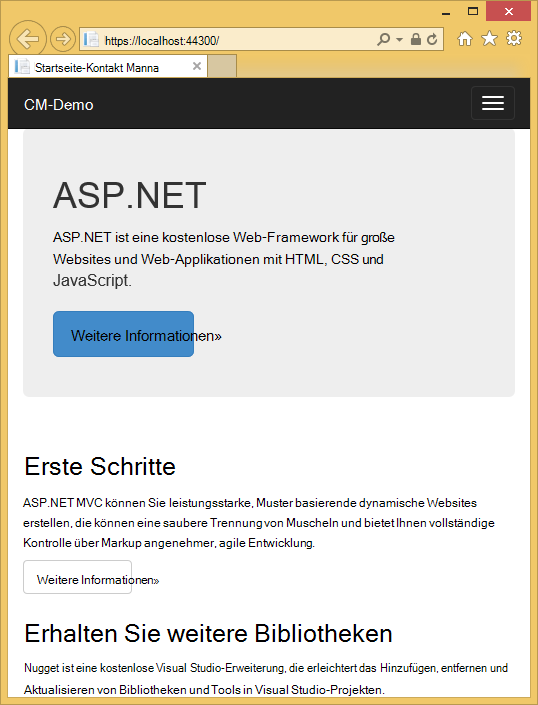 https://localhost:44300/
Startseite-Kontakt Manna
CM-Demo
ASP.NET
ASP.NET ist eine kostenlose Web-Framework für große
Websites und Web-Applikationen mit HTML, CSS und
JavaScript.
Weitere Informationen»
Erste Schritte
ASP.NET MVC können Sie leistungsstarke, Muster basierende dynamische Websites
erstellen, die können eine saubere Trennung von Muscheln und bietet Ihnen vollständige
Kontrolle über Markup angenehmer, agile Entwicklung.
Weitere Informationen»
Erhalten Sie weitere Bibliotheken
Nugget ist eine kostenlose Visual Studio-Erweiterung, die erleichtert das Hinzufügen, entfernen und
Aktualisieren von Bibliotheken und Tools in Visual Studio-Projekten.